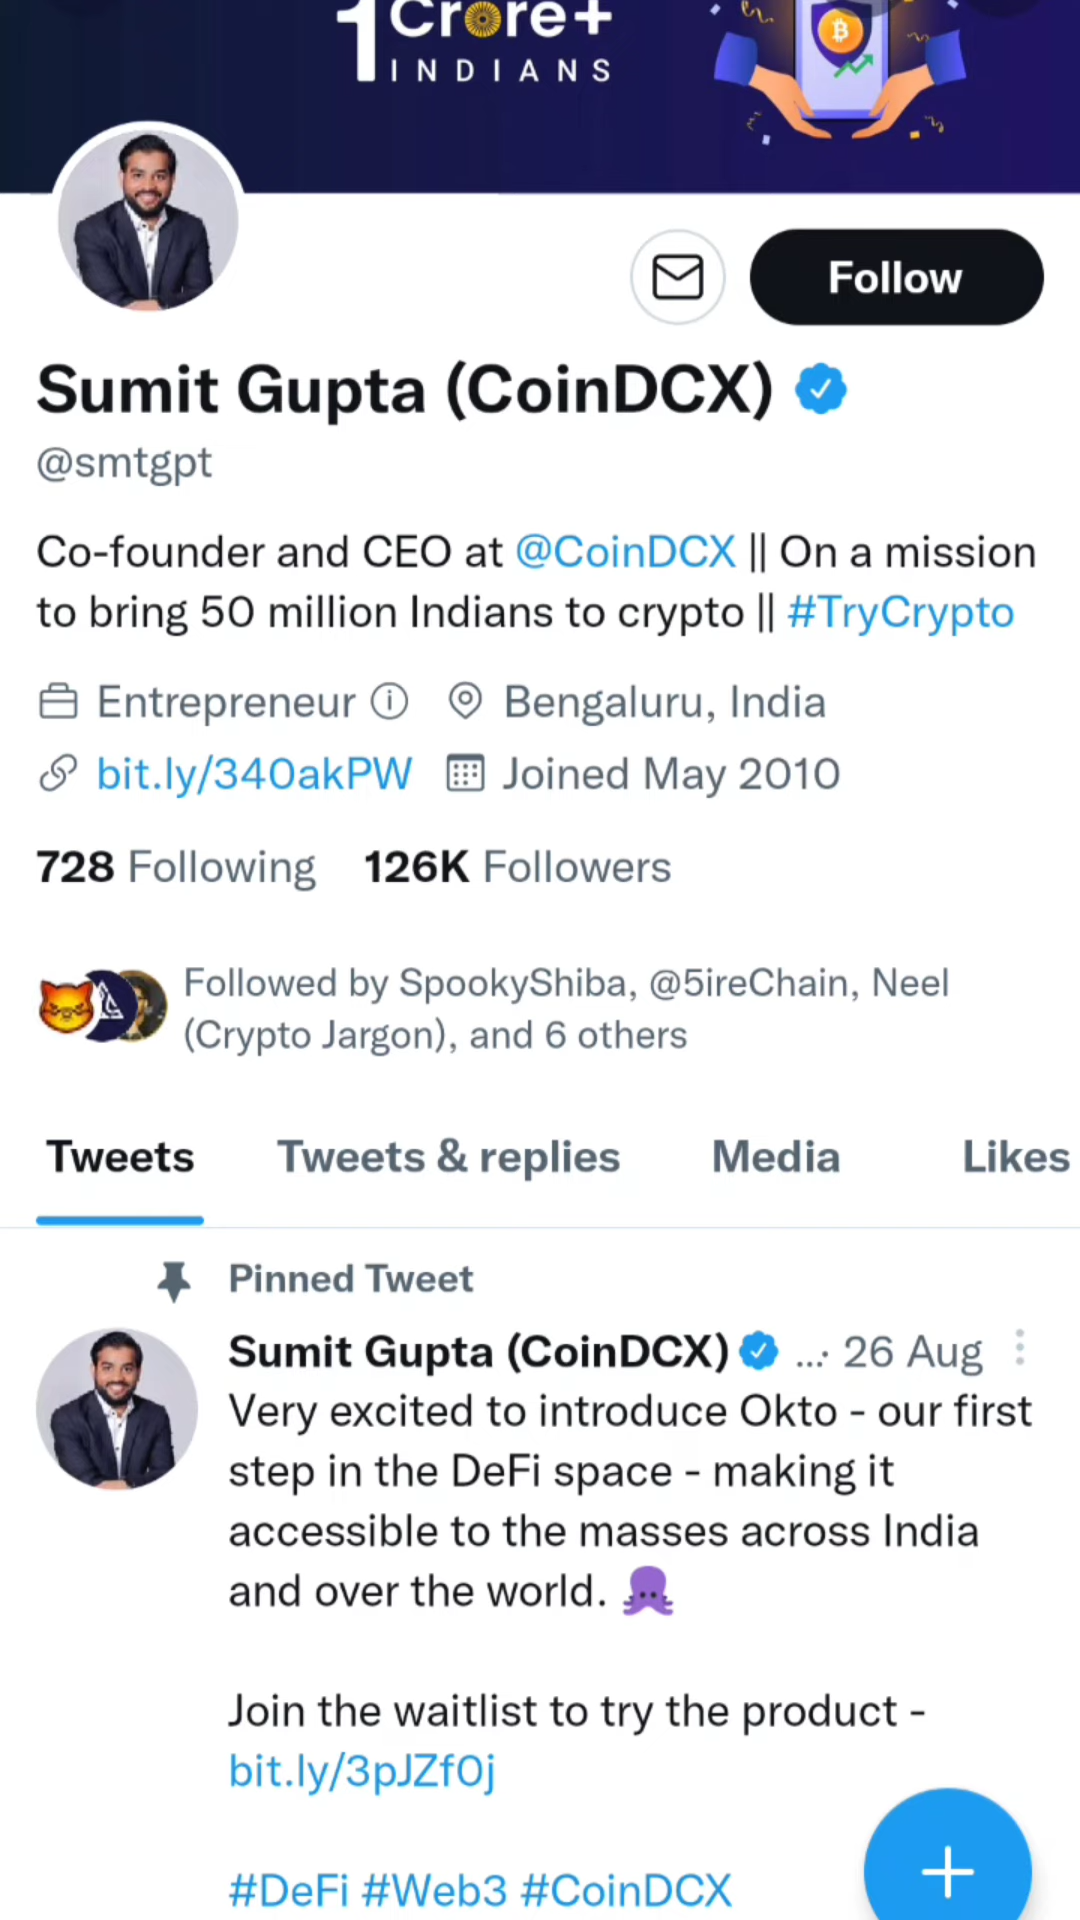 1 Crore+
INDIANS
Follow
Sumit Gupta (CoinDCX)
@smtgpt
Co-founder and CEO at @CoinDCX || On a mission
to bring 50 million Indians to crypto || #TryCrypto
Entrepreneur Bengaluru, India
bit.ly/340akPW Joined May 2010
728 Following 126K Followers
Followed by SpookyShiba, @5ireChain, Neel
(Crypto Jargon), and 6 others
Tweets Tweets & replies Media Likes
Pinned Tweet
Sumit Gupta (CoinDCX) ... · 26 Aug
Very excited to introduce Okto - our first
step in the DeFi space - making it
accessible to the masses across India
and over the world. 🐙
Join the waitlist to try the product -
bit.ly/3pJZf0j
#DeFi #Web3 #CoinDCX